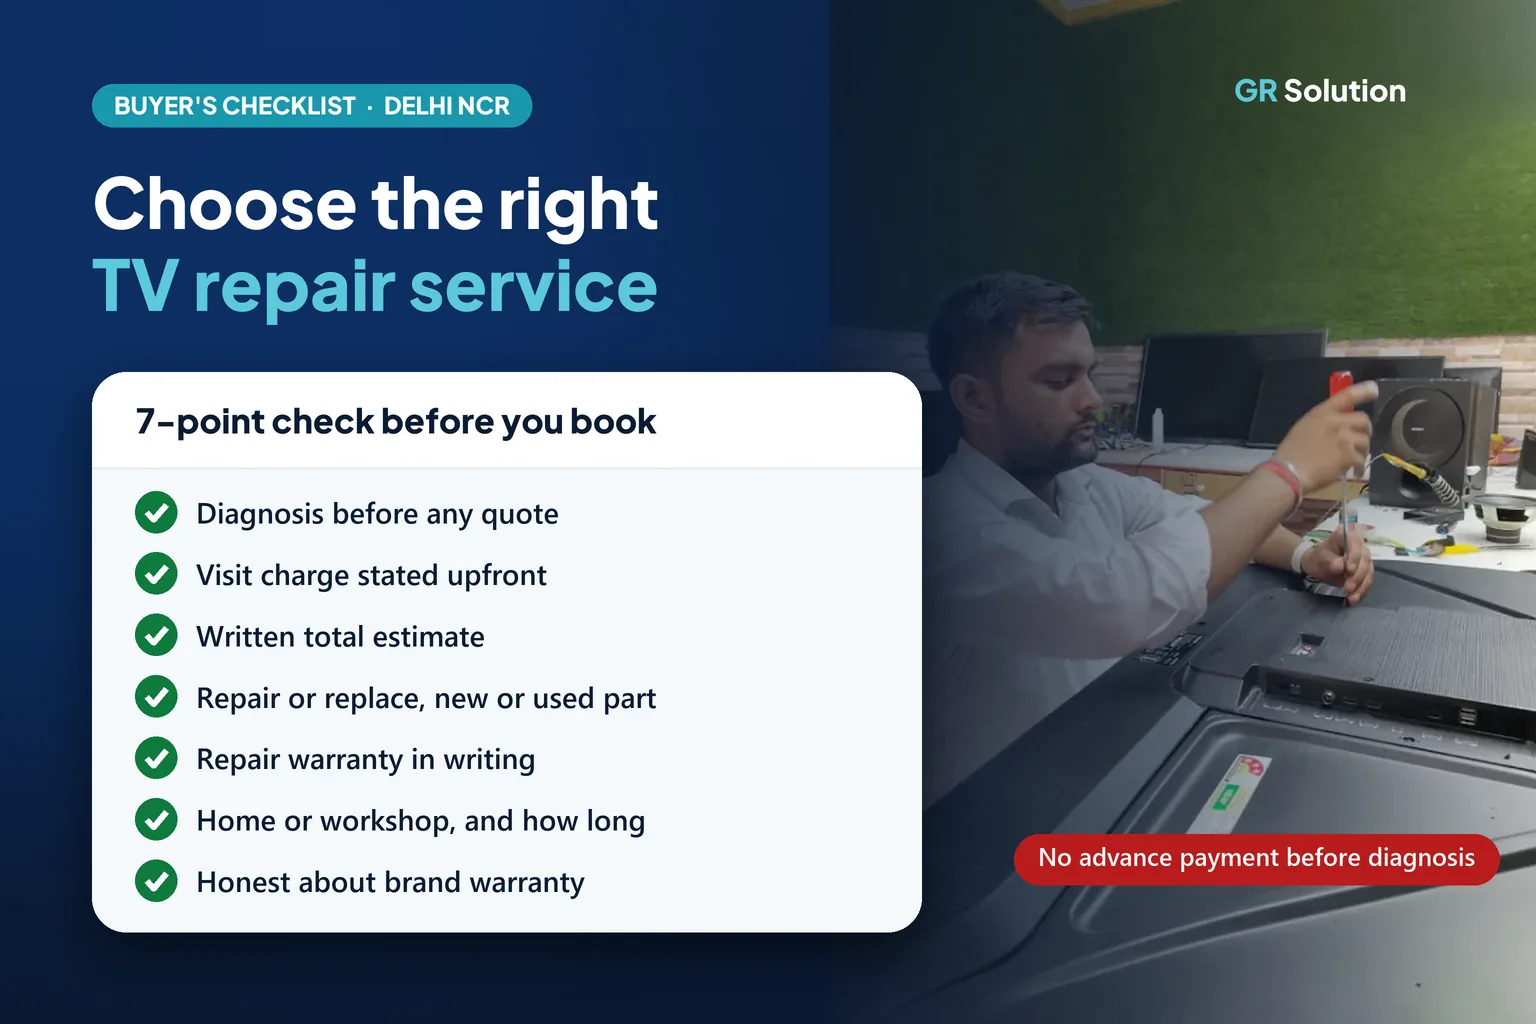 BUYER'S CHECKLIST · DELHI NCR
GR Solution
Choose the right
TV repair service
7-point check before you book
Diagnosis before any quote
Visit charge stated upfront
Written total estimate
Repair or replace, new or used part
Repair warranty in writing
Home or workshop, and how long
Honest about brand warranty
No advance payment before diagnosis